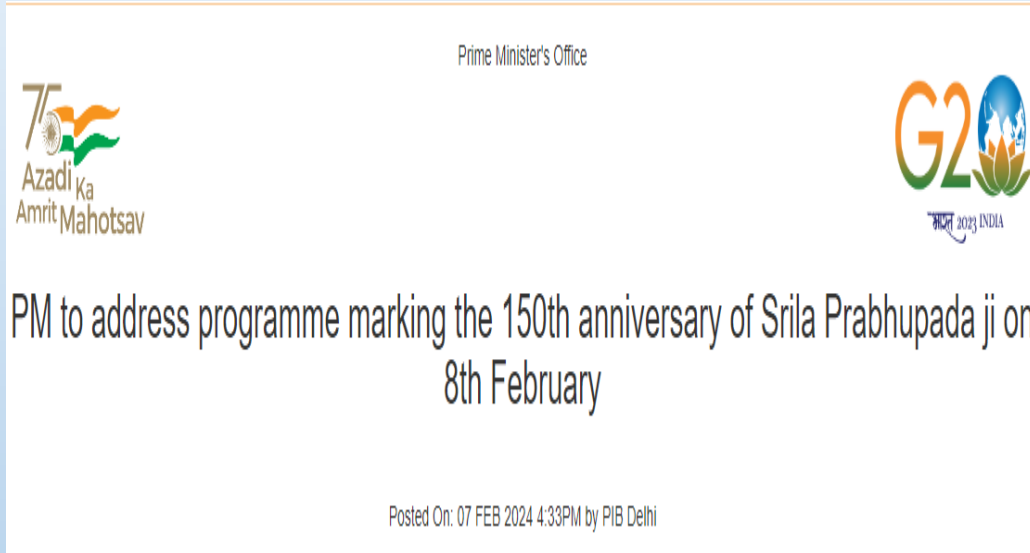 Prime Minister's Office
75
Azadi Ka
Amrit Mahotsav
G20
भारत 2023 INDIA
PM to address programme marking the 150th anniversary of Srila Prabhupada ji on
8th February
Posted On: 07 FEB 2024 4:33PM by PIB Delhi